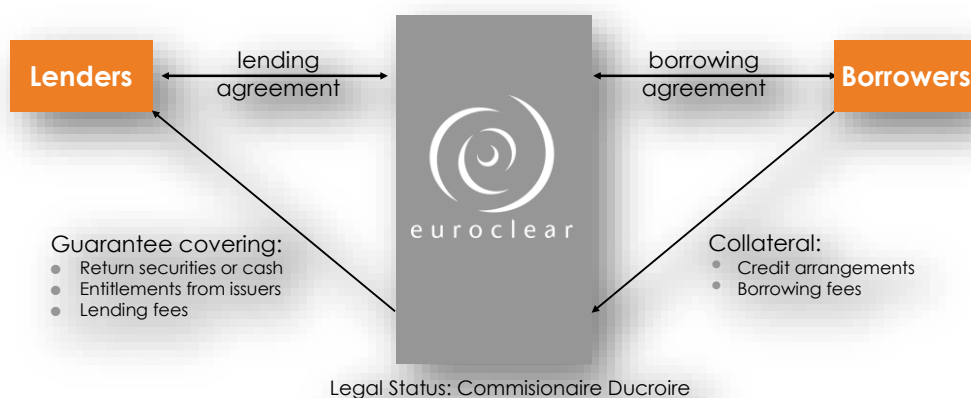 Lenders
lending
agreement
borrowing
agreement
Borrowers
euroclear
Guarantee covering:
Return securities or cash
Entitlements from issuers
Lending fees
Collateral:
Credit arrangements
Borrowing fees
Legal Status: Commisionaire Ducroire